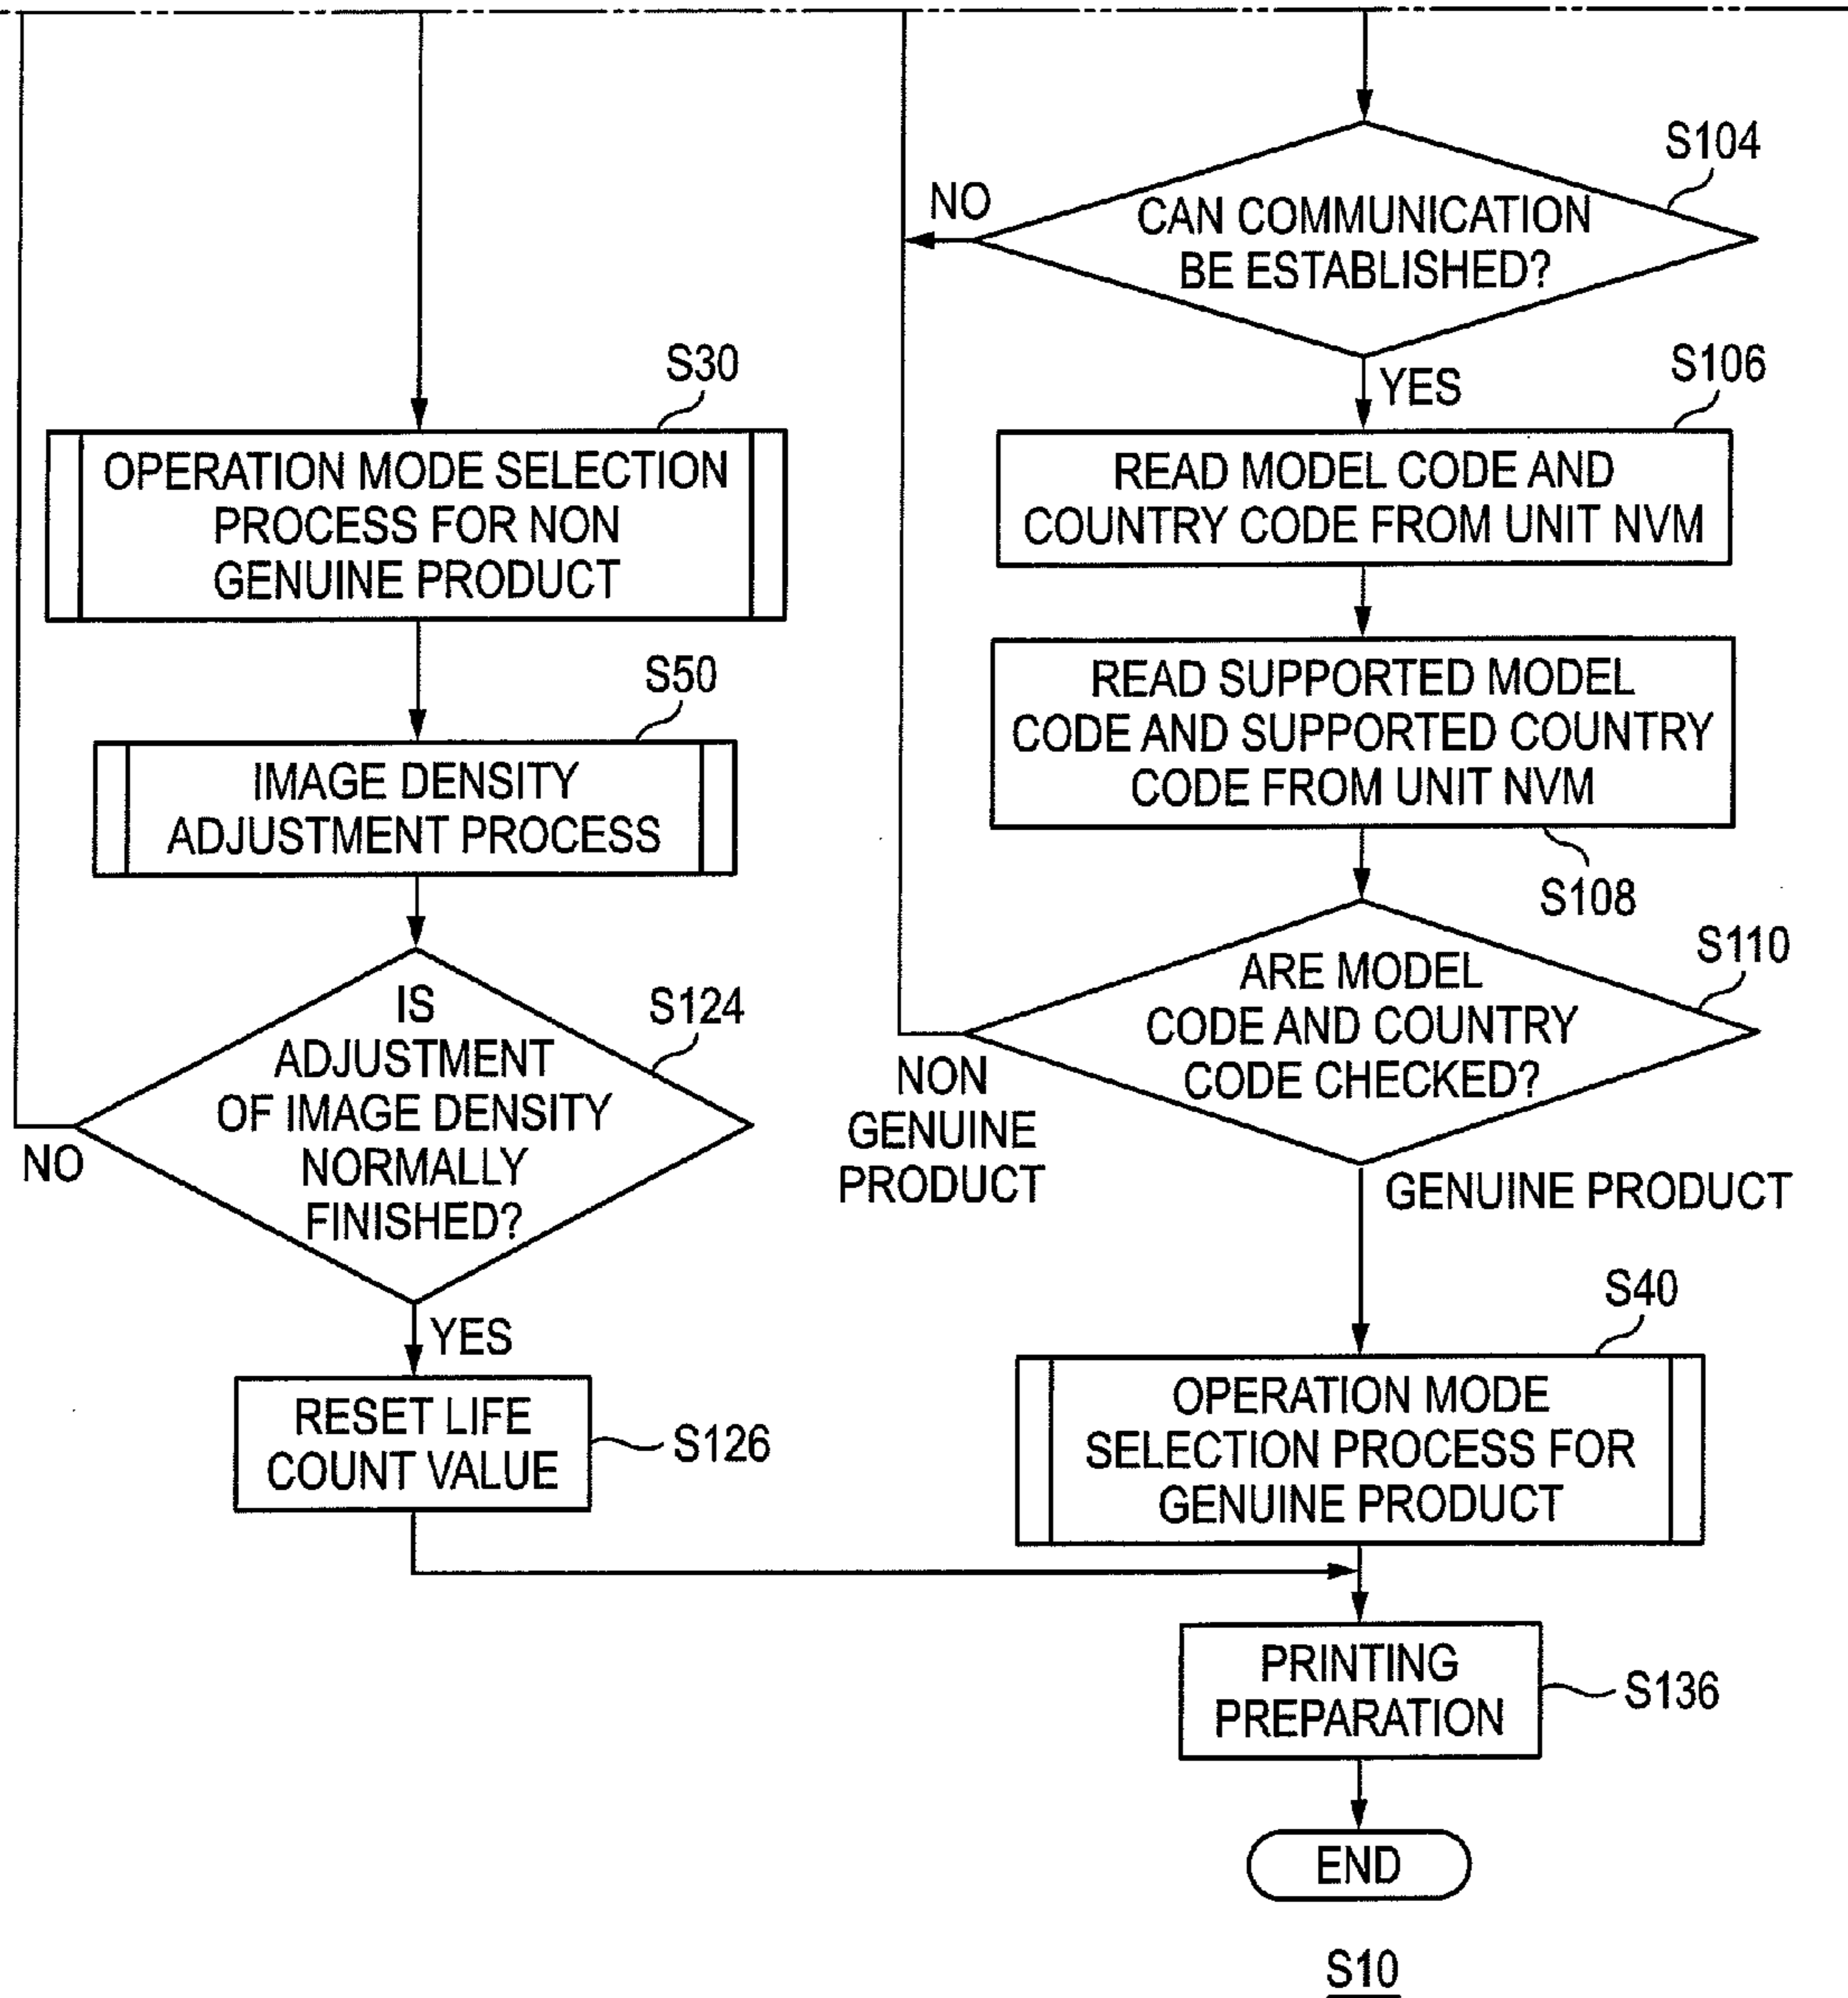 S104
NO
CAN COMMUNICATION
BE ESTABLISHED?
YES
S106
READ MODEL CODE AND
COUNTRY CODE FROM UNIT NVM
READ SUPPORTED MODEL
CODE AND SUPPORTED COUNTRY
CODE FROM UNIT NVM
S108
S110
ARE MODEL
CODE AND COUNTRY
CODE CHECKED?
NON
GENUINE
PRODUCT
GENUINE PRODUCT
S40
OPERATION MODE
SELECTION PROCESS FOR
GENUINE PRODUCT
S30
OPERATION MODE SELECTION
PROCESS FOR NON
GENUINE PRODUCT
S50
IMAGE DENSITY
ADJUSTMENT PROCESS
S124
IS
ADJUSTMENT
OF IMAGE DENSITY
NORMALLY
FINISHED?
NO
YES
RESET LIFE
COUNT VALUE
S126
PRINTING
PREPARATION
S136
END
S10